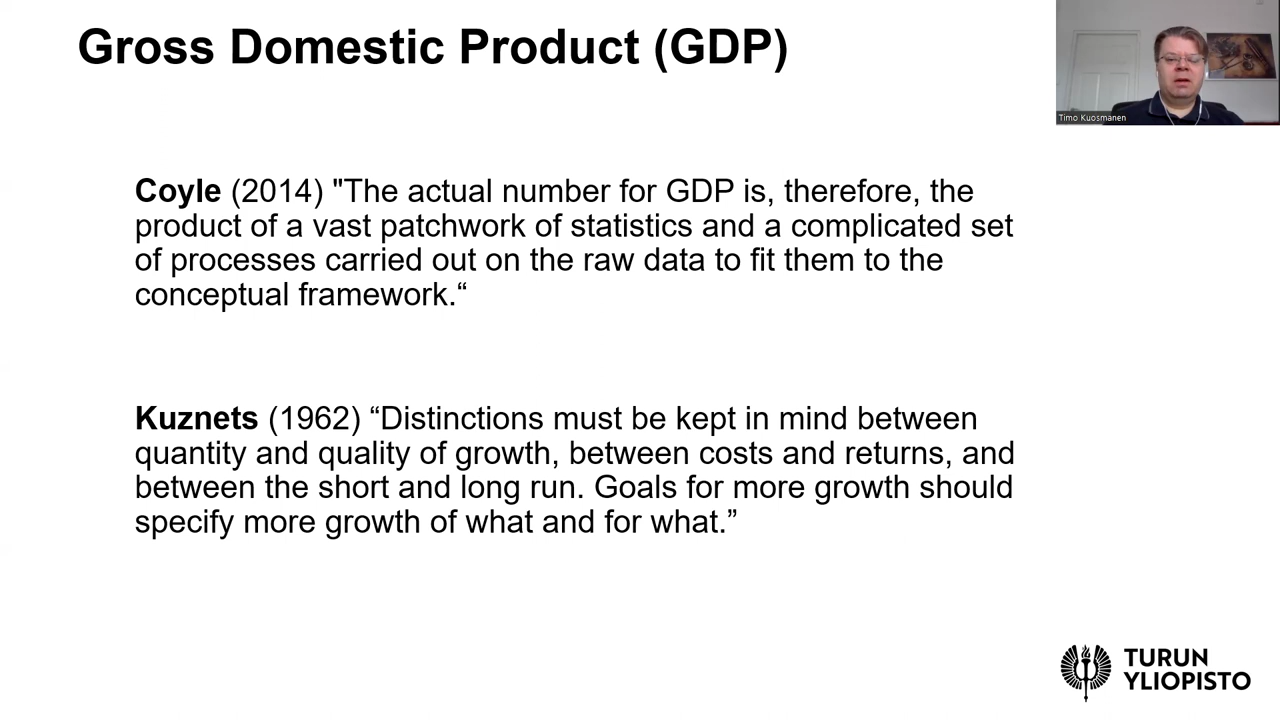 Gross Domestic Product (GDP)
Timo Kuosmanen
Coyle (2014) "The actual number for GDP is, therefore, the
product of a vast patchwork of statistics and a complicated set
of processes carried out on the raw data to fit them to the
conceptual framework.“
Kuznets (1962) “Distinctions must be kept in mind between
quantity and quality of growth, between costs and returns, and
between the short and long run. Goals for more growth should
specify more growth of what and for what.”
TURUN
YLIOPISTO